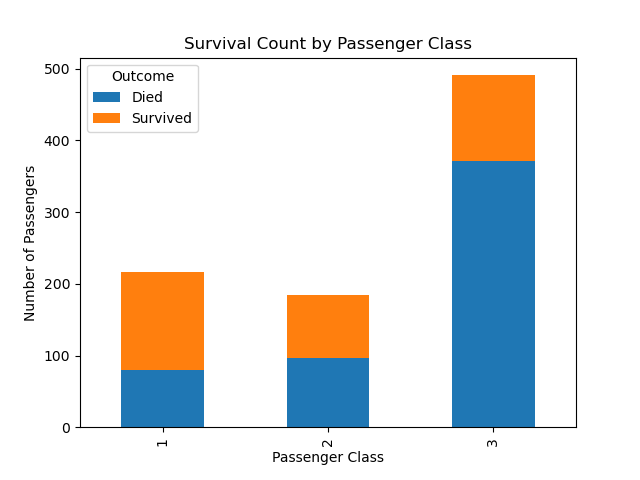 Survival Count by Passenger Class
Outcome
Died
Survived
Number of Passengers
500
400
300
200
100
0
1
2
3
Passenger Class